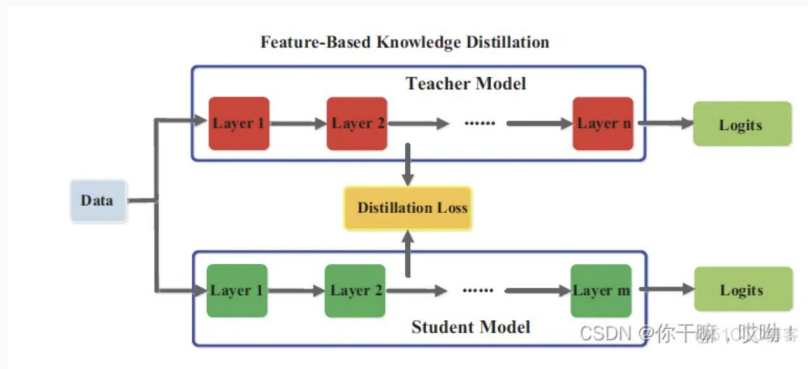 Feature-Based Knowledge Distillation
Teacher Model
Layer 1
Layer 2
......
Layer n
Logits
Data
Distillation Loss
Layer 1
Layer 2
......
Layer m
Logits
Student Model
CSDN @你干嘛，哎呦